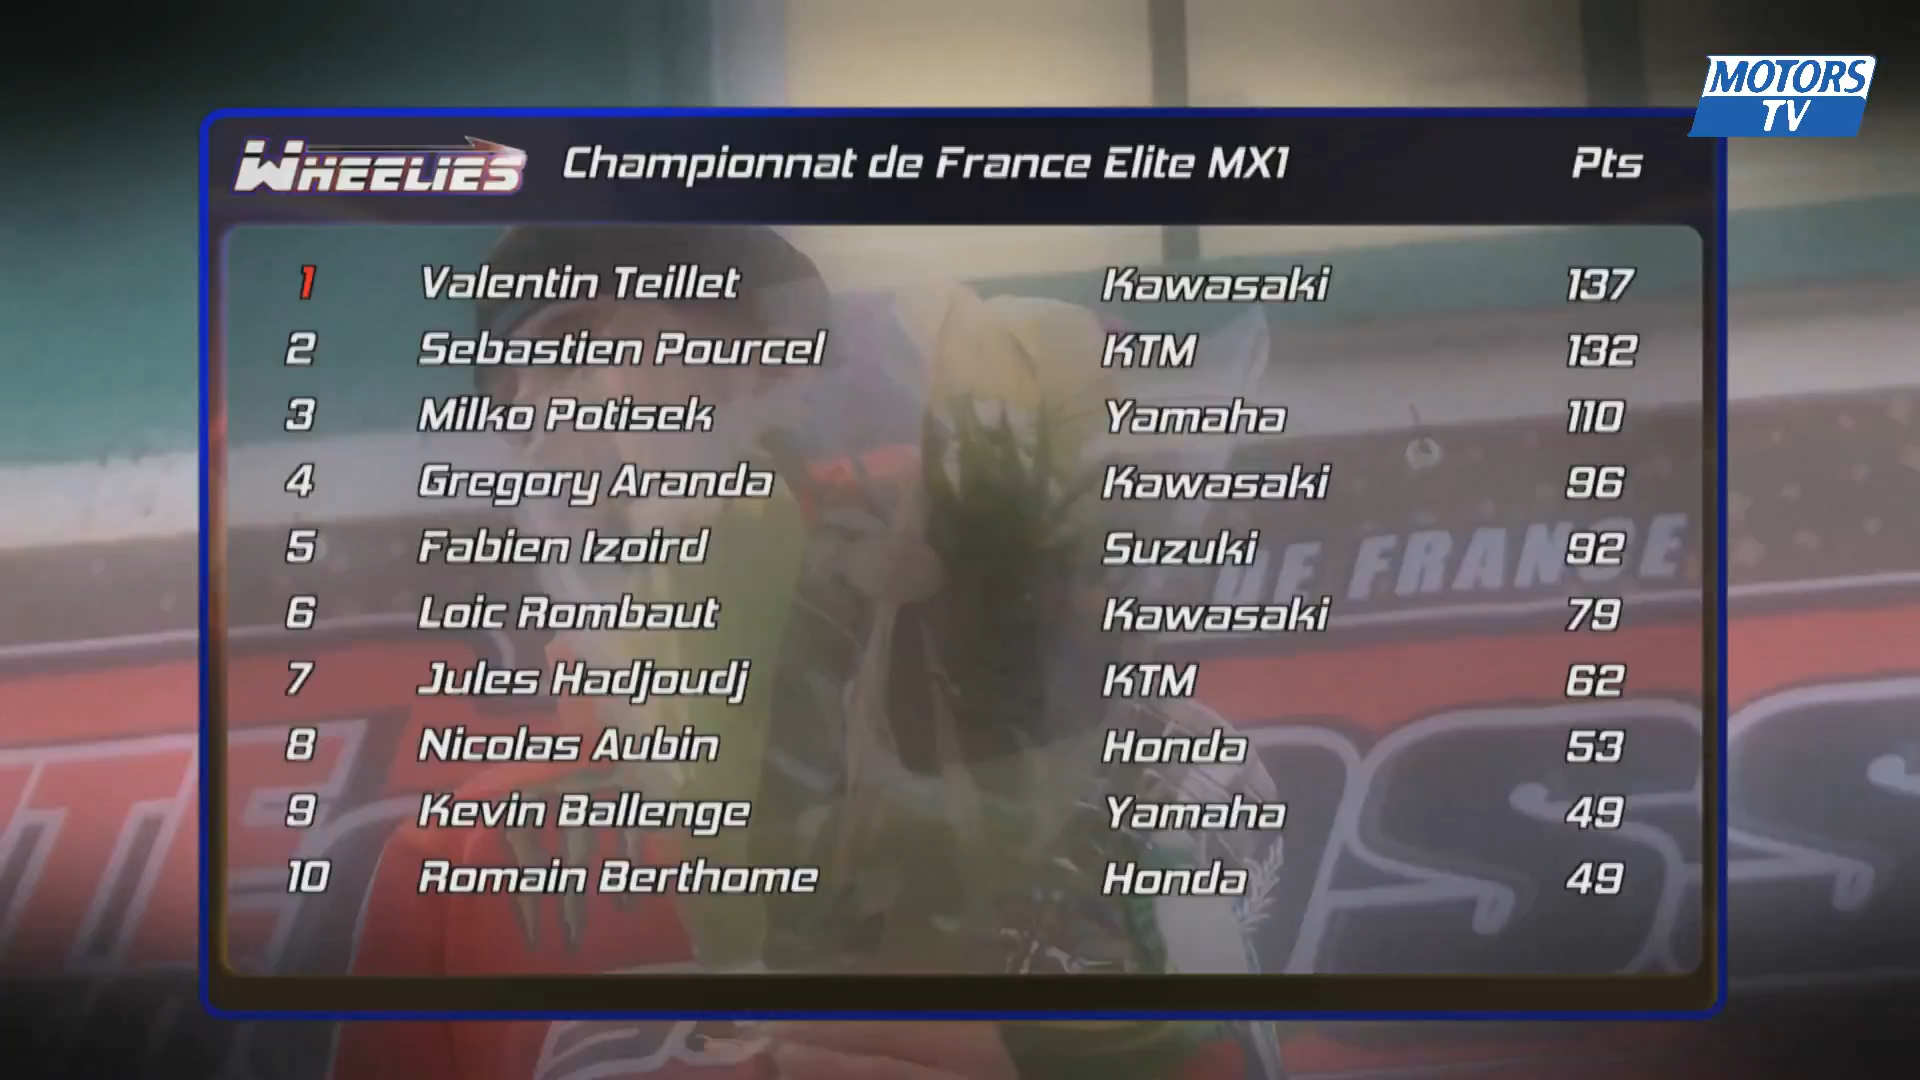 MOTORS
TV
WHEELIES Championnat de France Elite MX1 Pts
1 Valentin Teillet Kawasaki 137
2 Sebastien Pourcel KTM 132
3 Milko Potisek Yamaha 110
4 Gregory Aranda Kawasaki 96
5 Fabien Izoird Suzuki 92
6 Loic Rombaut Kawasaki 79
7 Jules Hadjoudj KTM 62
8 Nicolas Aubin Honda 53
9 Kevin Ballenge Yamaha 49
10 Romain Berthome Honda 49
DE FRANCE